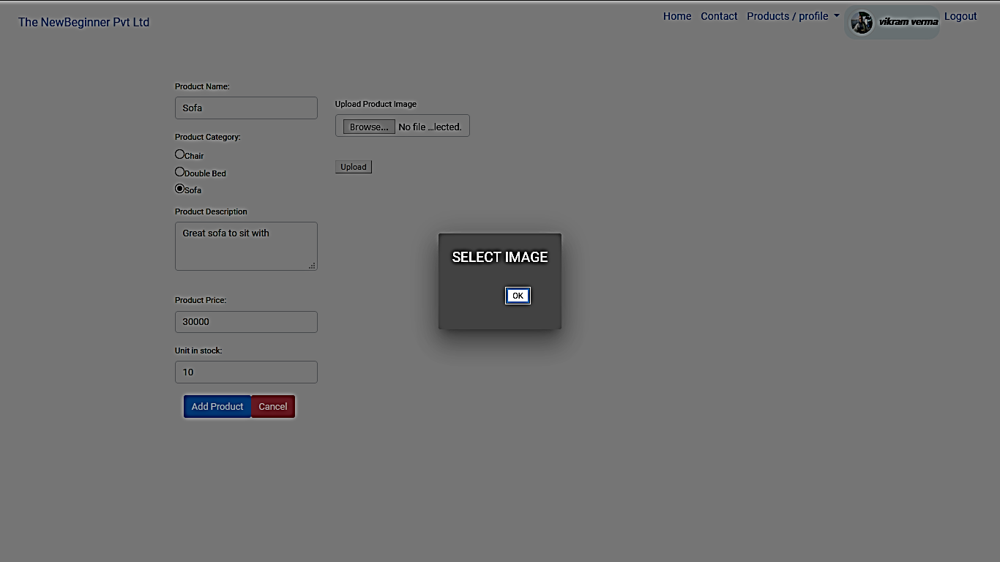 The NewBeginner Pvt Ltd
Home Contact Products / profile vikram verma Logout
Product Name:
Sofa
Product Category:
Chair
Double Bed
Sofa
Product Description
Great sofa to sit with
Product Price:
30000
Unit in stock:
10
Add Product Cancel
Upload Product Image
Browse... No file ...lected.
Upload
SELECT IMAGE
OK